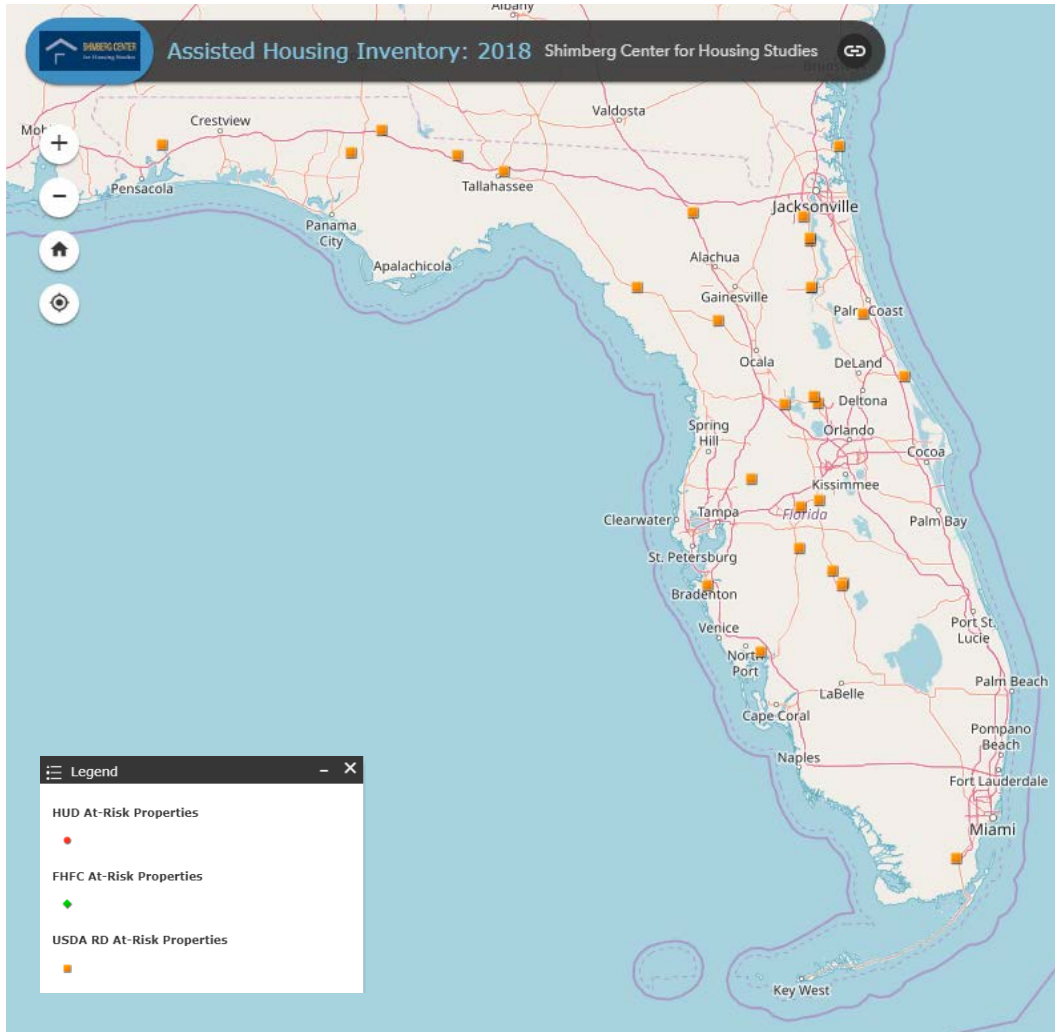 Albany
SHIMBERG CENTER
for Housing Studies
Assisted Housing Inventory: 2018 Shimberg Center for Housing Studies
Valdosta
Crestview
+
Pensacola
Tallahassee
−
Jacksonville
Panama
City
Alachua
Apalachicola
Gainesville
Palm Coast
Ocala
DeLand
Deltona
Spring
Hill
Orlando
Cocoa
Kissimmee
Clearwater
Tampa
Florida
Palm Bay
St. Petersburg
Bradenton
Venice
Port St.
Lucie
North
Port
Palm Beach
LaBelle
Cape Coral
Pompano
Beach
Naples
Fort Lauderdale
Miami
Key West
Legend
HUD At-Risk Properties
FHFC At-Risk Properties
USDA RD At-Risk Properties